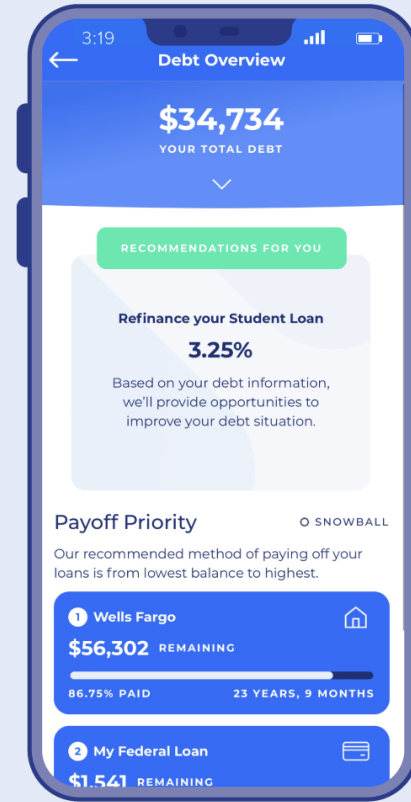 3:19
Debt Overview
$34,734
YOUR TOTAL DEBT
RECOMMENDATIONS FOR YOU
Refinance your Student Loan
3.25%
Based on your debt information,
we'll provide opportunities to
improve your debt situation.
Payoff Priority
SNOWBALL
Our recommended method of paying off your
loans is from lowest balance to highest.
1 Wells Fargo
$56,302 REMAINING
86.75% PAID 23 YEARS, 9 MONTHS
2 My Federal Loan
$1,541 REMAINING